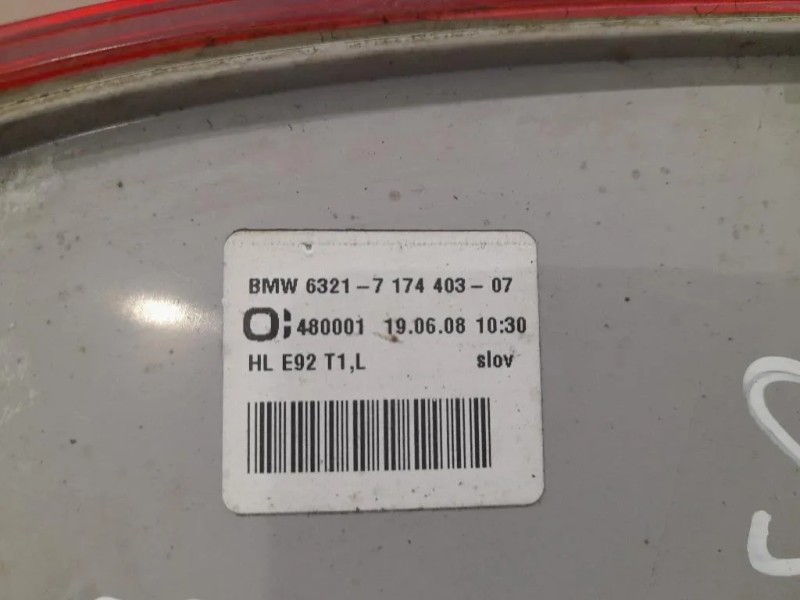 BMW 6321-7 174 403-07
480001 19.06.08 10:30
HL E92 T1,L slov